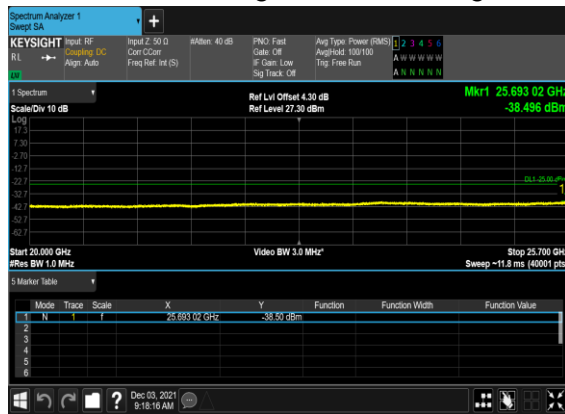 Spectrum Analyzer 1
Swept SA
KEYSIGHT Input: RF Input Z: 50 Ω #Atten: 40 dB PNO: Fast Avg Type: Power (RMS) 1 2 3 4 5 6
RL Coupling: DC Corr CCorr Gate: Off Avg|Hold: 100/100 A W W W W W
Align: Auto Freq Ref: Int (S) IF Gain: Low Trig: Free Run
Sig Track: Off A N N N N N
LW
1 Spectrum Ref Lvl Offset 4.30 dB Mkr1 25.693 02 GHz
Scale/Div 10 dB Ref Level 27.30 dBm -38.496 dBm
Log
17.3
7.30
-2.70
-12.7
-22.7 DL1 -25.00 dBm
-32.7 1
-42.7
-52.7
-62.7
Start 20.000 GHz Video BW 3.0 MHz* Stop 25.700 GHz
#Res BW 1.0 MHz Sweep ~11.8 ms (40001 pts)
5 Marker Table
Mode Trace Scale X Y Function Function Width Function Value
1 N 1 f 25.693 02 GHz -38.50 dBm
2
3
4
5
6
? Dec 03, 2021
9:18:16 AM